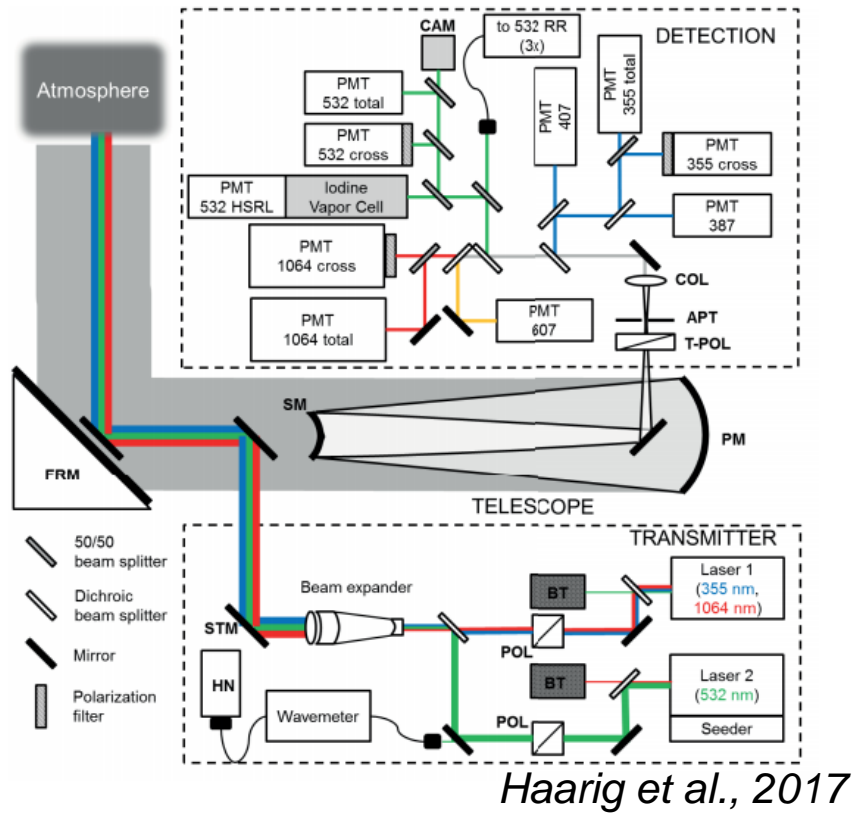 DETECTION
CAM
to 532 RR
(3x)
PMT
532 total
PMT
407
PMT
355 total
PMT
532 cross
PMT
355 cross
PMT
532 HSRL
Iodine
Vapor Cell
PMT
387
PMT
1064 cross
COL
PMT
1064 total
PMT
607
APT
T-POL
Atmosphere
SM
PM
FRM
TELESCOPE
50/50
beam splitter
Dichroic
beam splitter
Mirror
Polarization
filter
TRANSMITTER
Beam expander
BT
Laser 1
(355 nm,
1064 nm)
STM
POL
HN
Wavemeter
BT
Laser 2
(532 nm)
POL
Seeder
Haarig et al., 2017